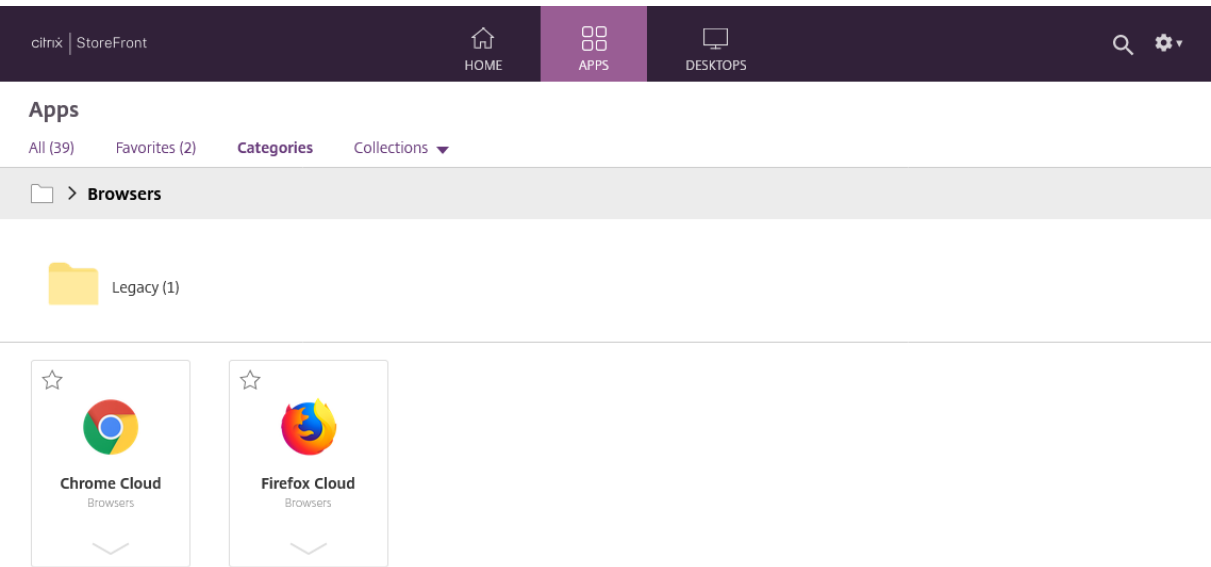 citrix | StoreFront
HOME
APPS
DESKTOPS
Apps
All (39) Favorites (2) Categories Collections
Browsers
Legacy (1)
Chrome Cloud
Browsers
Firefox Cloud
Browsers